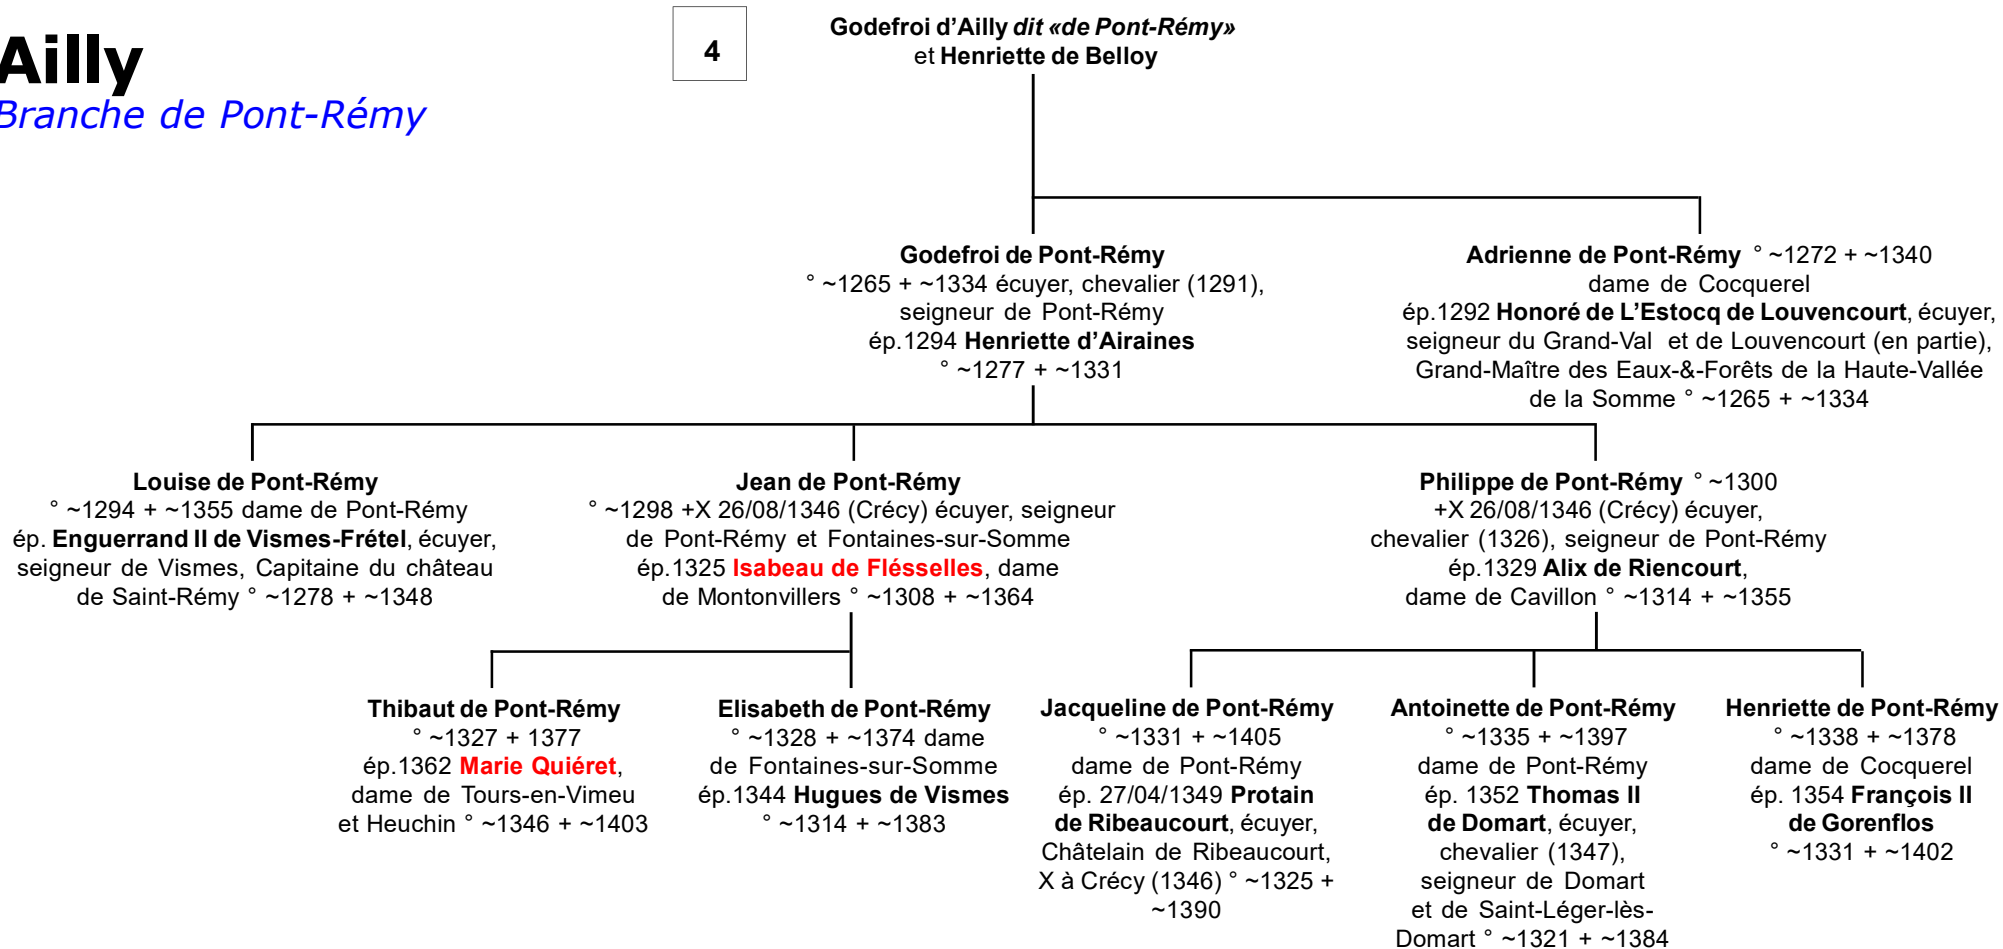 Ailly
Branche de Pont-Rémy
4
Godefroi d'Ailly dit «de Pont-Rémy»
et Henriette de Belloy
Godefroi de Pont-Rémy
° ~1265 + ~1334 écuyer, chevalier (1291),
seigneur de Pont-Rémy
ép.1294 Henriette d'Airaines
° ~1277 + ~1331
Adrienne de Pont-Rémy ° ~1272 + ~1340
dame de Cocquerel
ép.1292 Honoré de L'Estocq de Louvencourt, écuyer,
seigneur du Grand-Val et de Louvencourt (en partie),
Grand-Maître des Eaux-&-Forêts de la Haute-Vallée
de la Somme ° ~1265 + ~1334
Louise de Pont-Rémy
° ~1294 + ~1355 dame de Pont-Rémy
ép. Enguerrand II de Vismes-Frétel, écuyer,
seigneur de Vismes, Capitaine du château
de Saint-Rémy ° ~1278 + ~1348
Jean de Pont-Rémy
° ~1298 +X 26/08/1346 (Crécy) écuyer, seigneur
de Pont-Rémy et Fontaines-sur-Somme
ép.1325 Isabeau de Flésselles, dame
de Montonvillers ° ~1308 + ~1364
Philippe de Pont-Rémy ° ~1300
+X 26/08/1346 (Crécy) écuyer,
chevalier (1326), seigneur de Pont-Rémy
ép.1329 Alix de Riencourt,
dame de Cavillon ° ~1314 + ~1355
Thibaut de Pont-Rémy
° ~1327 + 1377
ép.1362 Marie Quiéret,
dame de Tours-en-Vimeu
et Heuchin ° ~1346 + ~1403
Elisabeth de Pont-Rémy
° ~1328 + ~1374 dame
de Fontaines-sur-Somme
ép.1344 Hugues de Vismes
° ~1314 + ~1383
Jacqueline de Pont-Rémy
° ~1331 + ~1405
dame de Pont-Rémy
ép. 27/04/1349 Protain
de Ribeaucourt, écuyer,
Châtelain de Ribeaucourt,
X à Crécy (1346) ° ~1325 +
~1390
Antoinette de Pont-Rémy
° ~1335 + ~1397
dame de Pont-Rémy
ép. 1352 Thomas II
de Domart, écuyer,
chevalier (1347),
seigneur de Domart
et de Saint-Léger-lès-
Domart ° ~1321 + ~1384
Henriette de Pont-Rémy
° ~1338 + ~1378
dame de Cocquerel
ép. 1354 François II
de Gorenflos
° ~1331 + ~1402